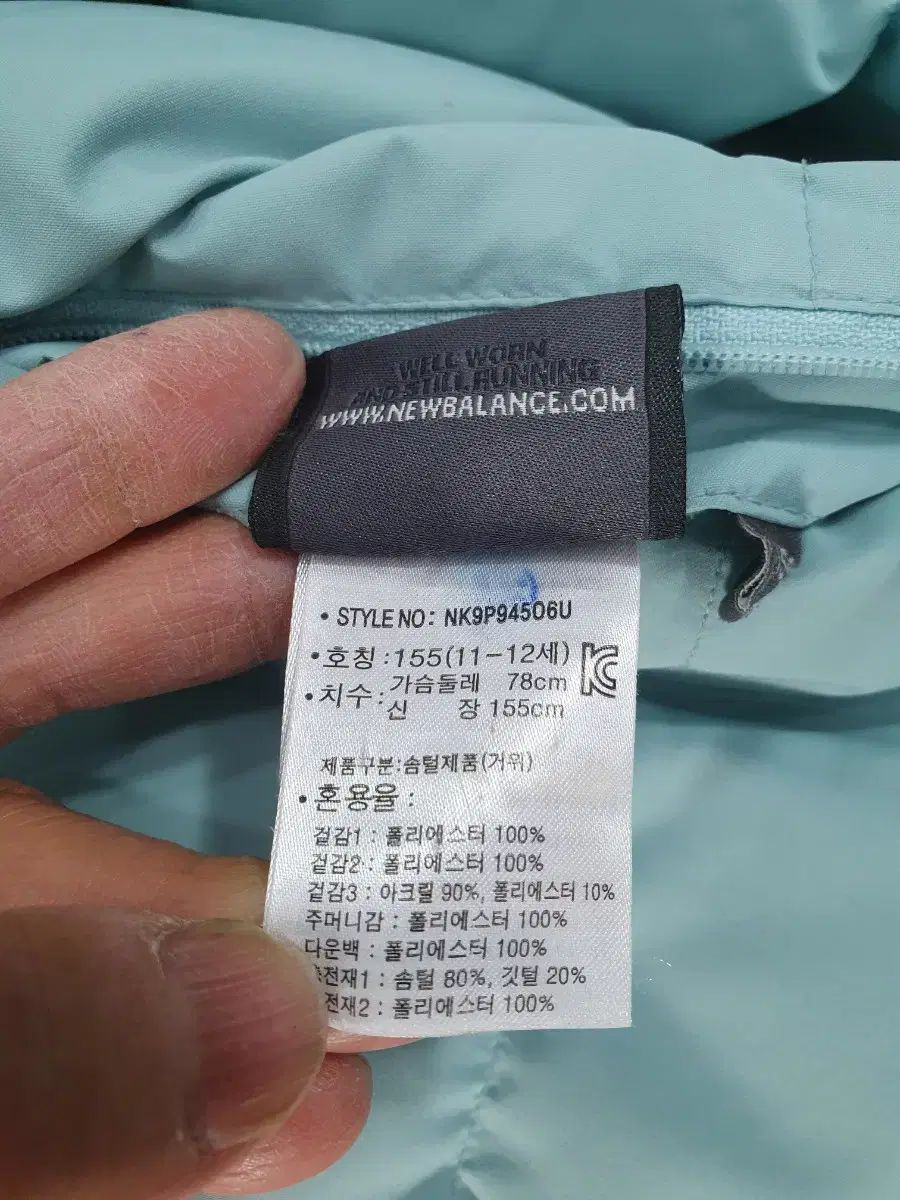 WELL WORN
AND STILL RUNNING
WWW.NEWBALANCE.COM
• STYLE NO: NK9P94506U
• 호칭 : 155(11-12세)
• 치수 : 가슴둘레 78cm
신 장 155cm
제품구분:솜털제품(거위)
• 혼용율 :
겉감1 : 폴리에스터 100%
겉감2 : 폴리에스터 100%
겉감3 : 아크릴 90%, 폴리에스터 10%
주머니감 : 폴리에스터 100%
다운백 : 폴리에스터 100%
충전재1 : 솜털 80%, 깃털 20%
전재2 : 폴리에스터 100%